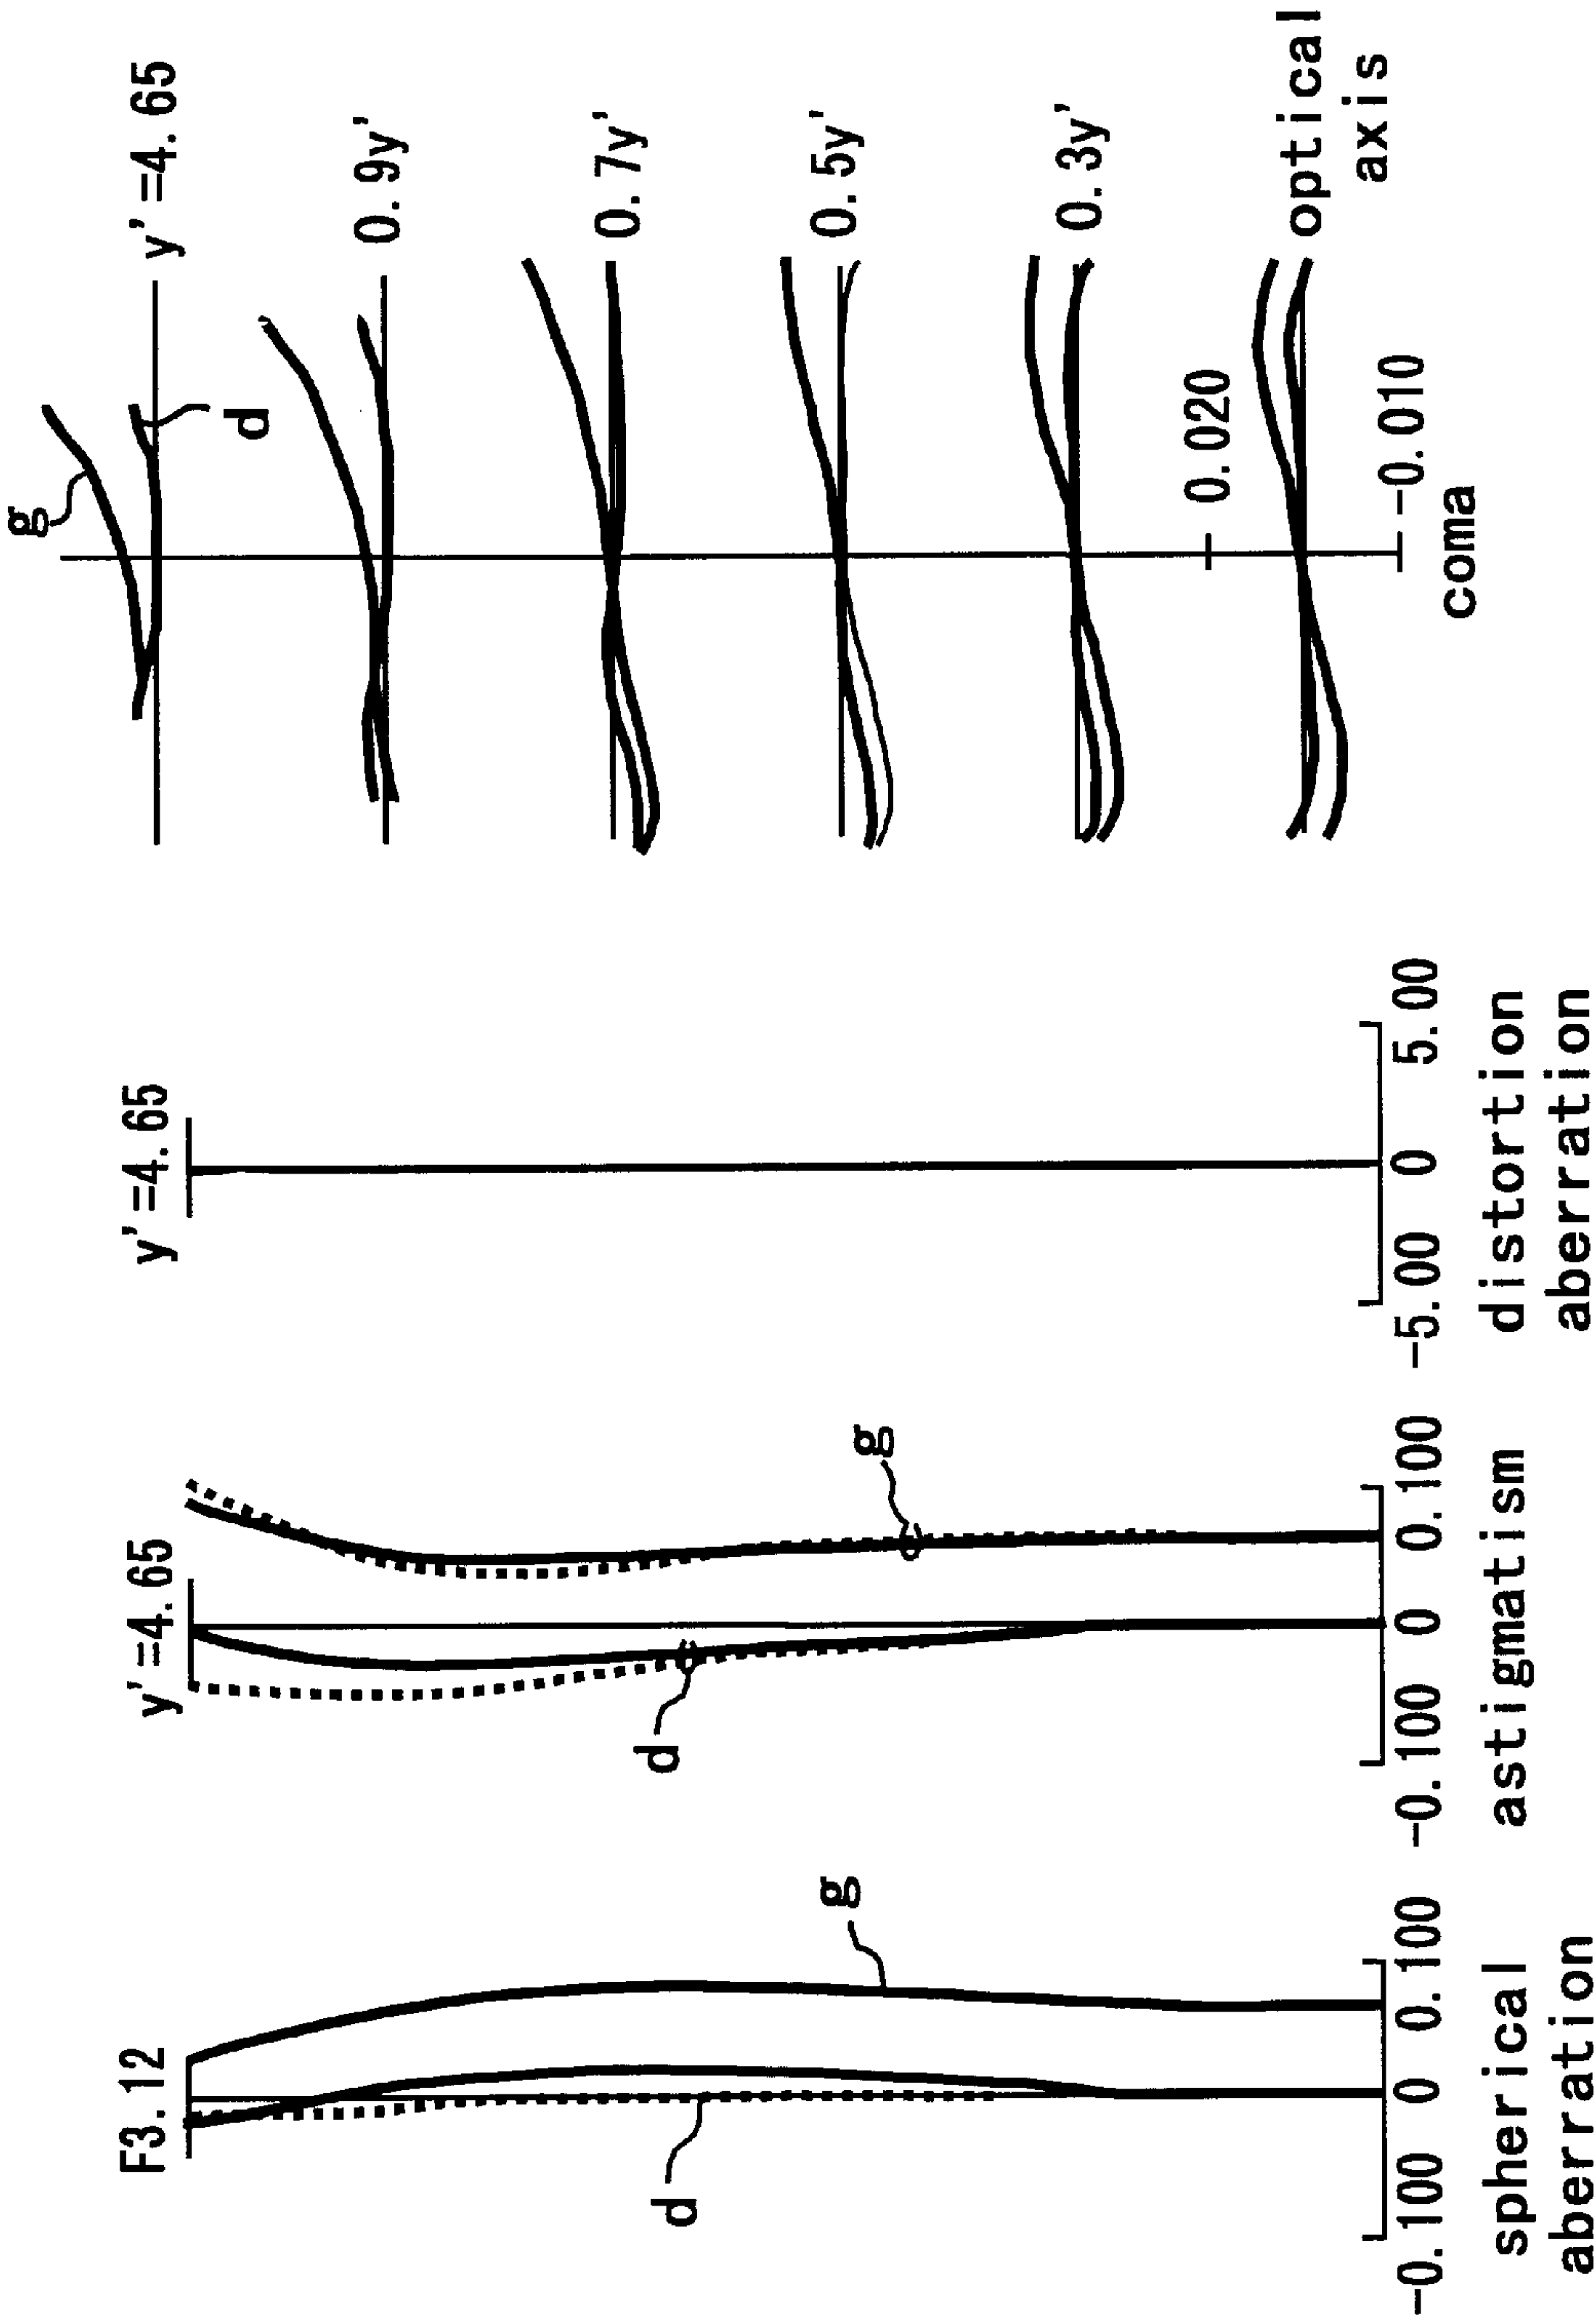 F3.12
g
d
-0.100 0 0.100
spherical
aberration
y'=4.65
g
d
-0.100 0 0.100
astigmatism
y'=4.65
-5.00 0 5.00
distortion
aberration
g
d
y'=4.65
0.9y'
0.7y'
0.5y'
0.3y'
optical
axis
0.020
-0.010
coma